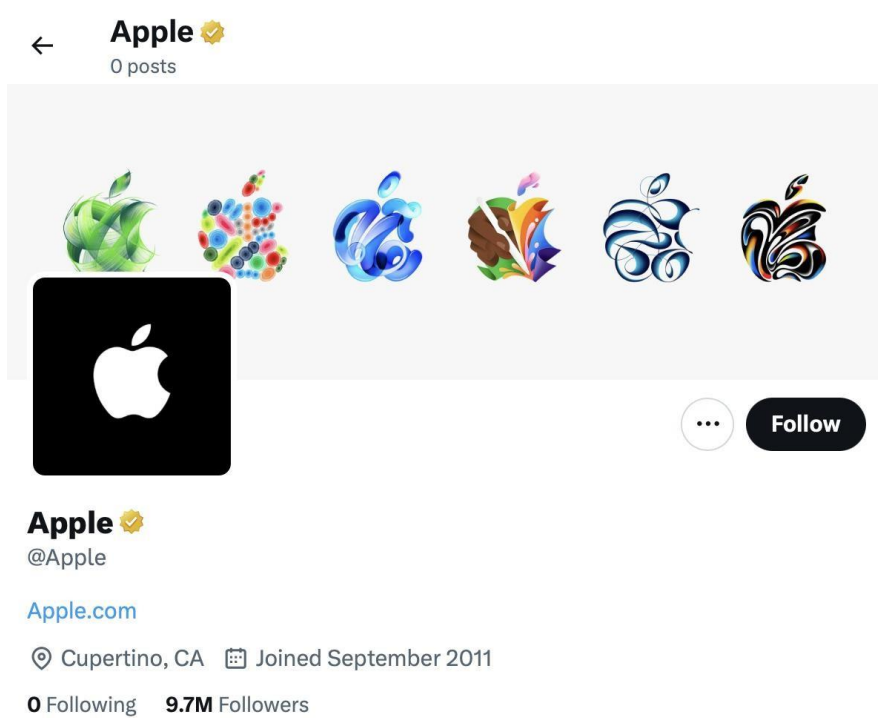 Apple
0 posts
Follow
Apple
@Apple
Apple.com
Cupertino, CA Joined September 2011
0 Following 9.7M Followers